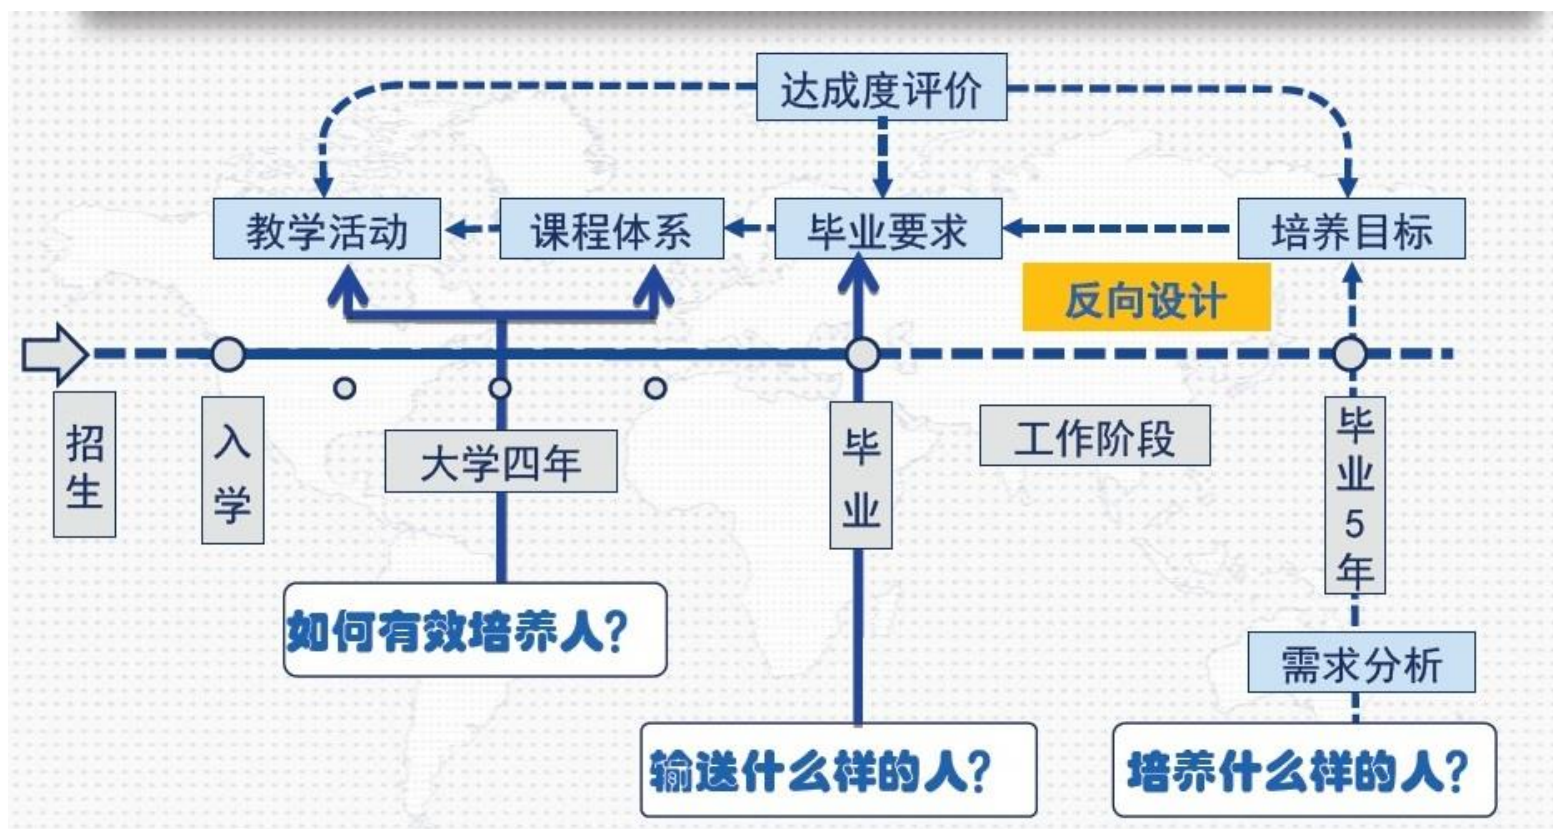 达成度评价
教学活动
课程体系
毕业要求
培养目标
反向设计
招生
入学
大学四年
毕业
工作阶段
毕业5年
如何有效培养人?
需求分析
输送什么样的人?
培养什么样的人?